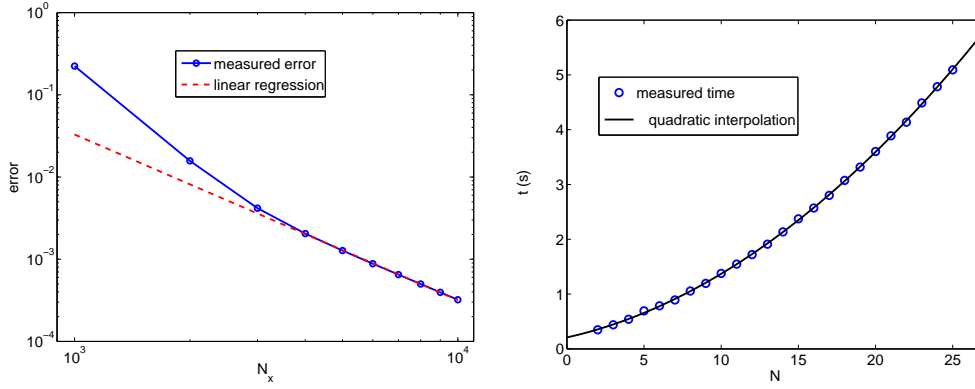 10^0
10^-1
10^-2
10^-3
10^-4
error
10^3
10^4
N_x
measured error
linear regression
6
5
4
3
2
1
0
t (s)
0
5
10
15
20
25
N
measured time
quadratic interpolation